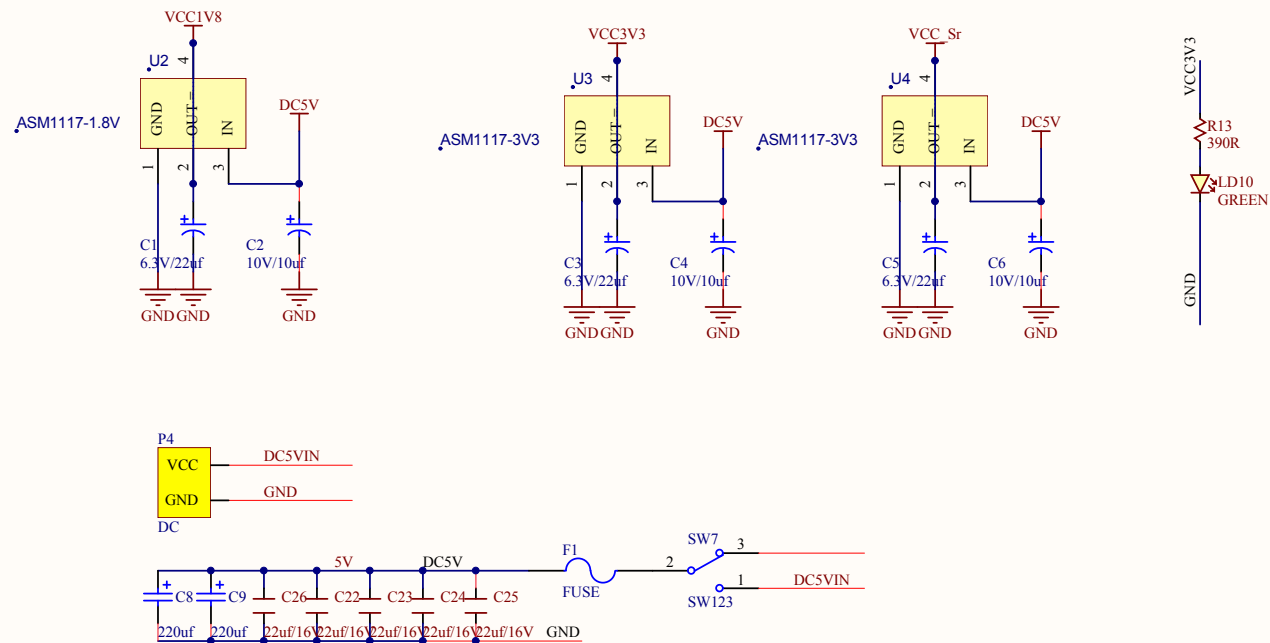 VCC1V8
U2
4
ASM1117-1.8V
GND
OUT =
IN
DC5V
1
2
3
C1
6.3V/22uf
C2
10V/10uf
GND
GND
GND
VCC3V3
U3
4
ASM1117-3V3
GND
OUT =
IN
DC5V
1
2
3
C3
6.3V/22uf
C4
10V/10uf
GND
GND
GND
VCC_Sr
U4
4
ASM1117-3V3
GND
OUT =
IN
DC5V
1
2
3
C5
6.3V/22uf
C6
10V/10uf
GND
GND
GND
VCC3V3
R13
390R
LD10
GREEN
GND
P4
VCC
DC5VIN
GND
GND
DC
5V
DC5V
F1
FUSE
2
SW7
3
1
DC5VIN
SW123
C8
C9
C26
C22
C23
C24
C25
220uf
220uf
22uf/16V
22uf/16V
22uf/16V
22uf/16V
22uf/16V
GND